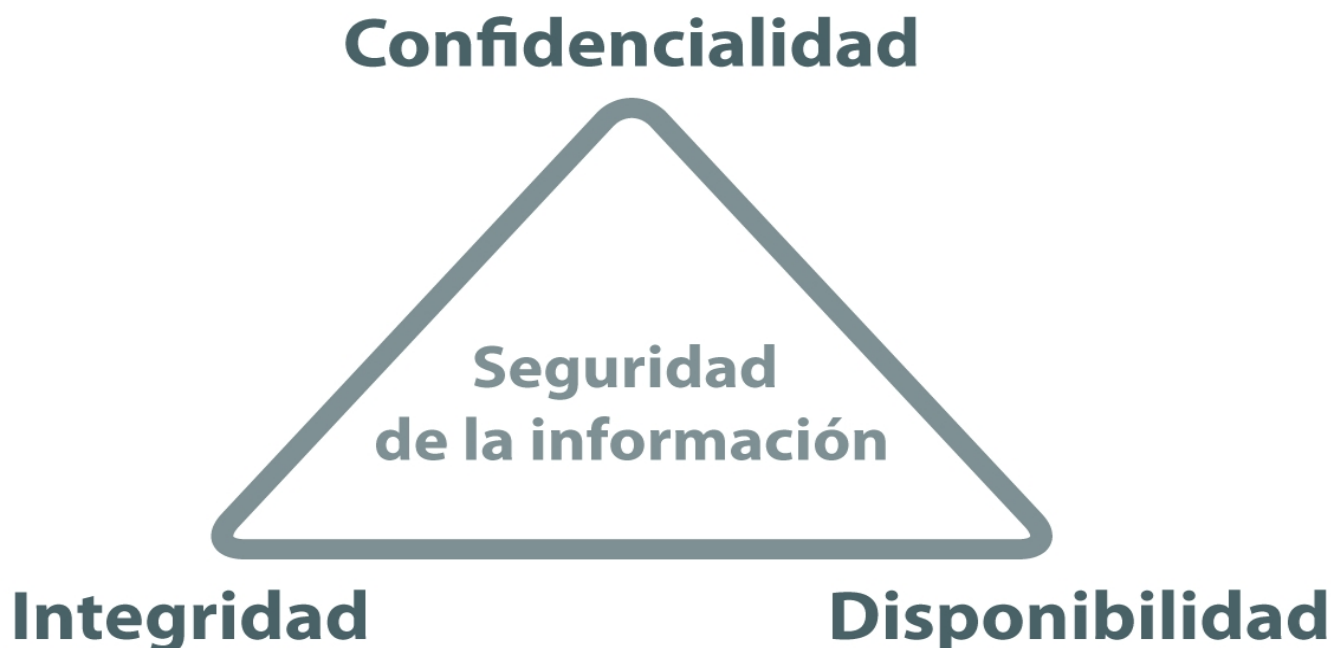 Confidencialidad
Seguridad
de la información
Integridad
Disponibilidad